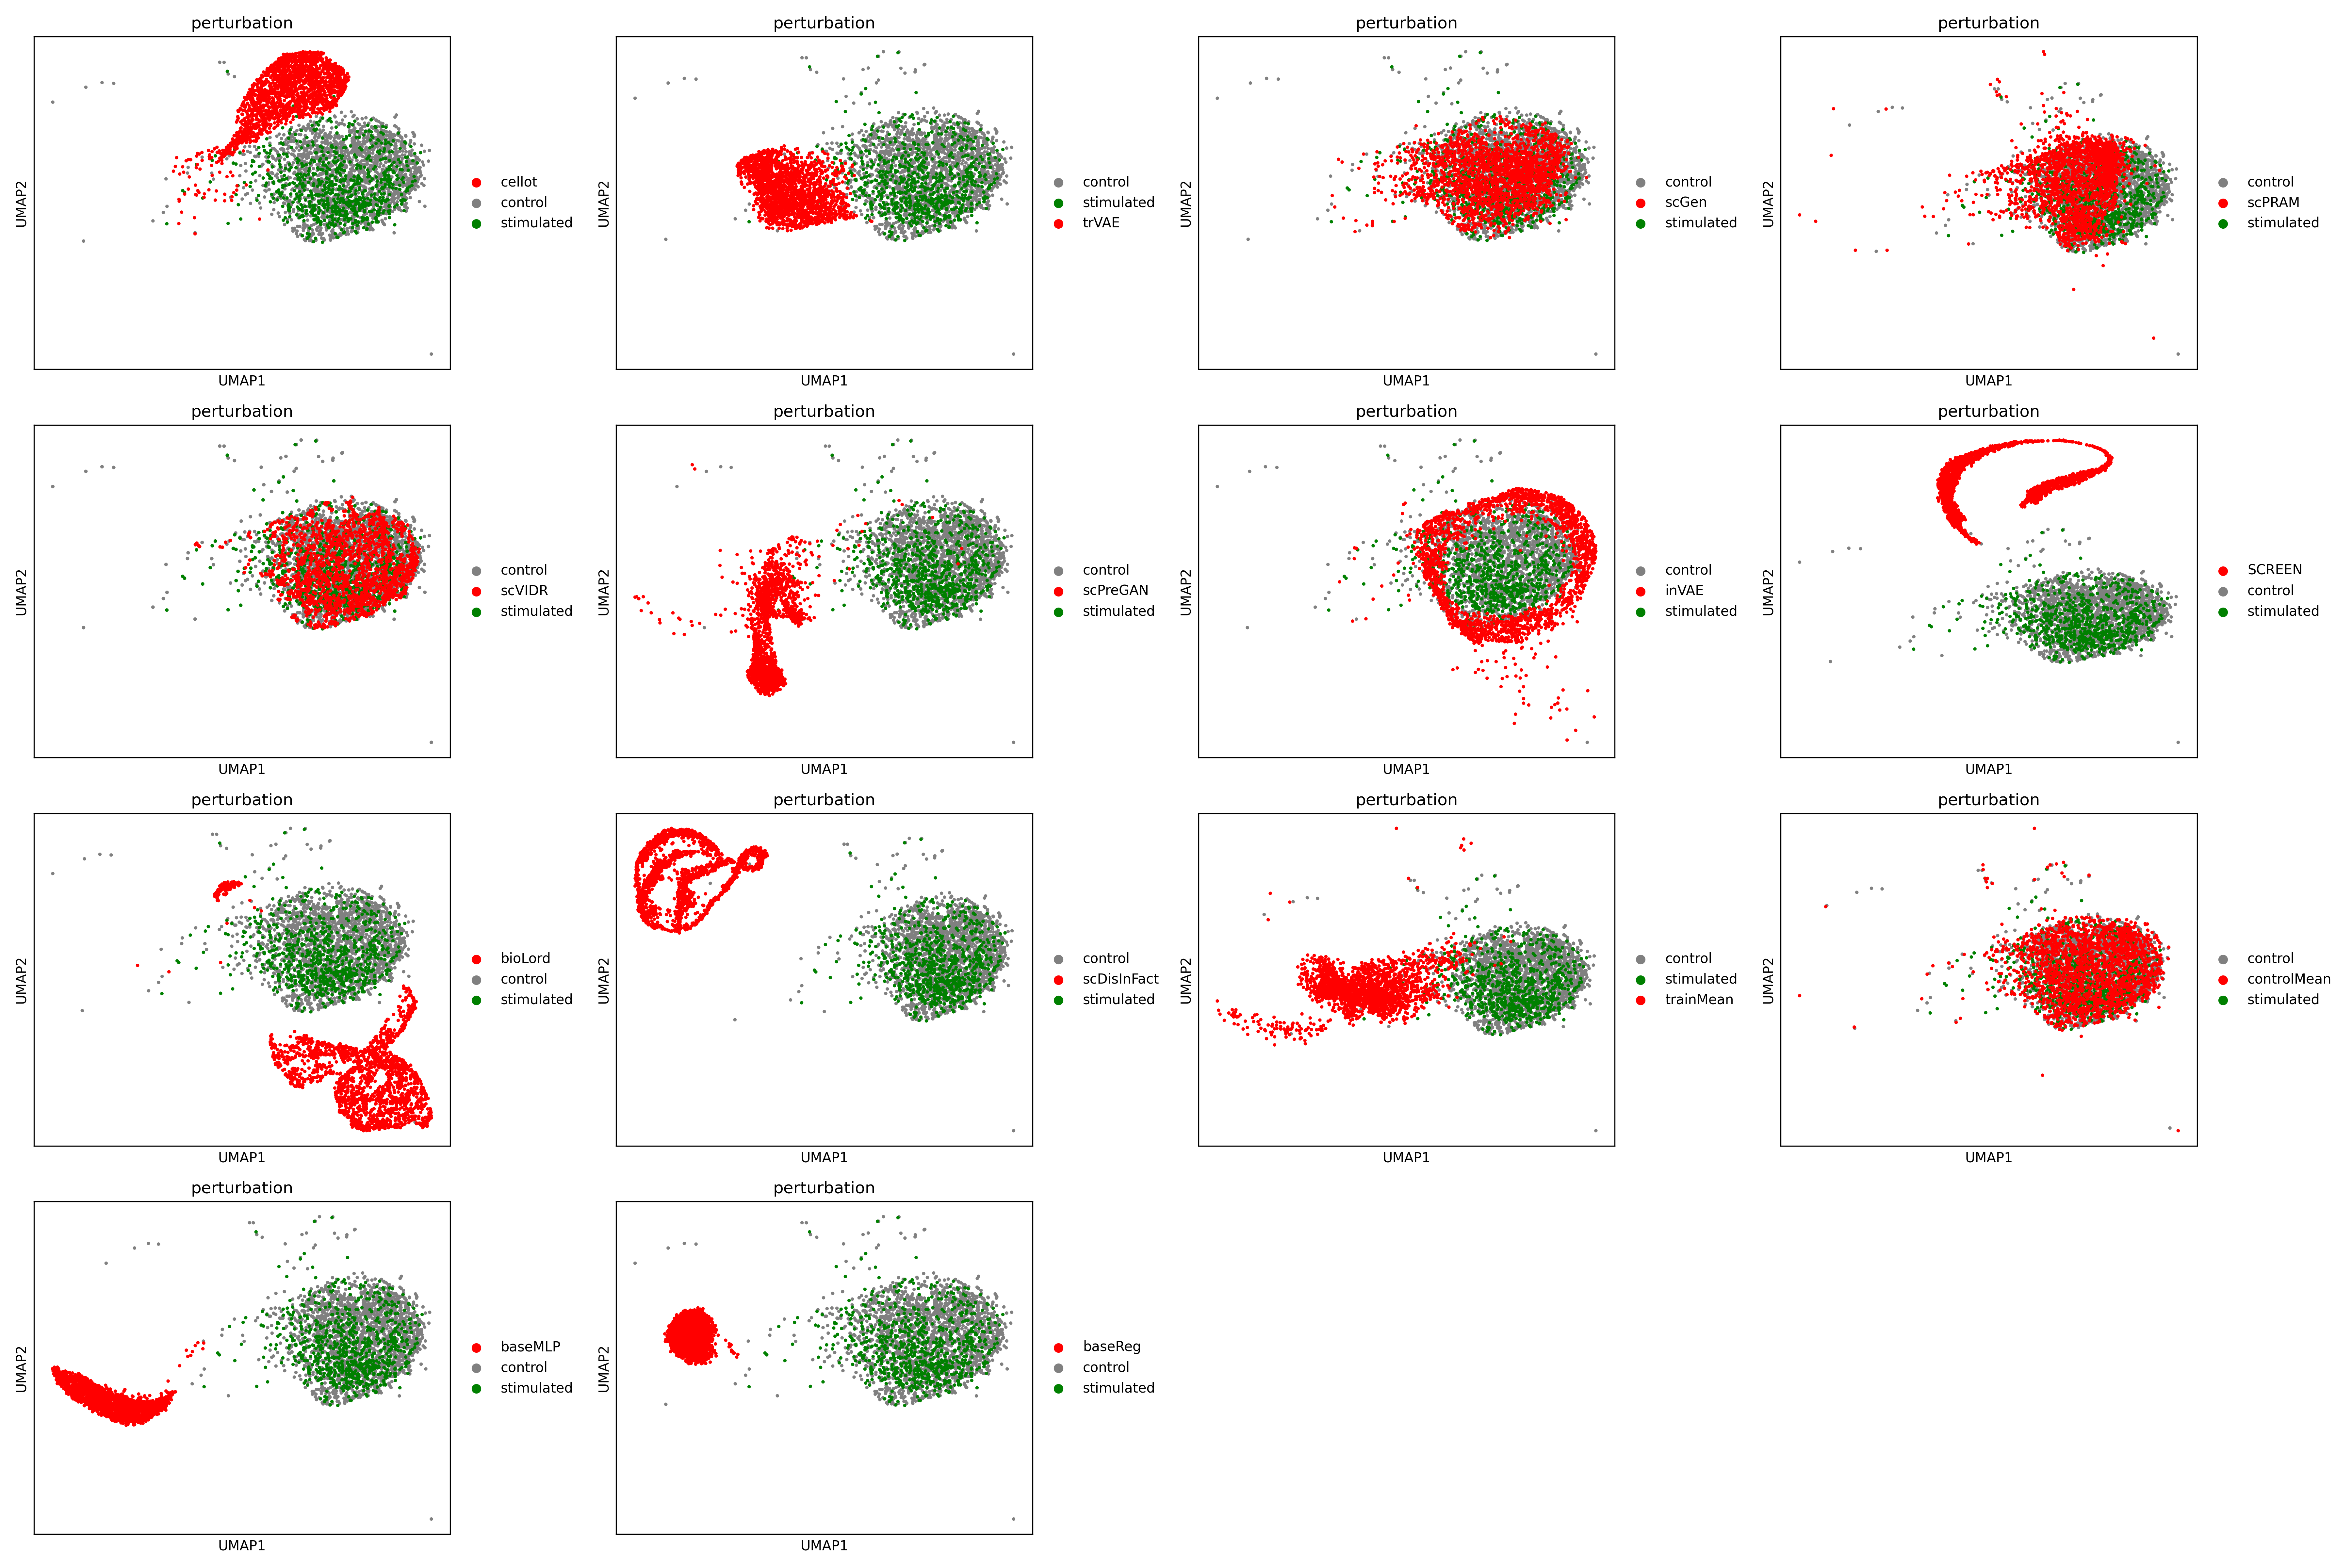 perturbation
UMAP2
UMAP1
cellot
control
stimulated
perturbation
UMAP2
UMAP1
control
stimulated
trVAE
perturbation
UMAP2
UMAP1
control
scGen
stimulated
perturbation
UMAP2
UMAP1
control
scPRAM
stimulated
perturbation
UMAP2
UMAP1
control
scVIDR
stimulated
perturbation
UMAP2
UMAP1
control
scPreGAN
stimulated
perturbation
UMAP2
UMAP1
control
inVAE
stimulated
perturbation
UMAP2
UMAP1
SCREEN
control
stimulated
perturbation
UMAP2
UMAP1
bioLord
control
stimulated
perturbation
UMAP2
UMAP1
control
scDisInFact
stimulated
perturbation
UMAP2
UMAP1
control
stimulated
trainMean
perturbation
UMAP2
UMAP1
control
controlMean
stimulated
perturbation
UMAP2
UMAP1
baseMLP
control
stimulated
perturbation
UMAP2
UMAP1
baseReg
control
stimulated